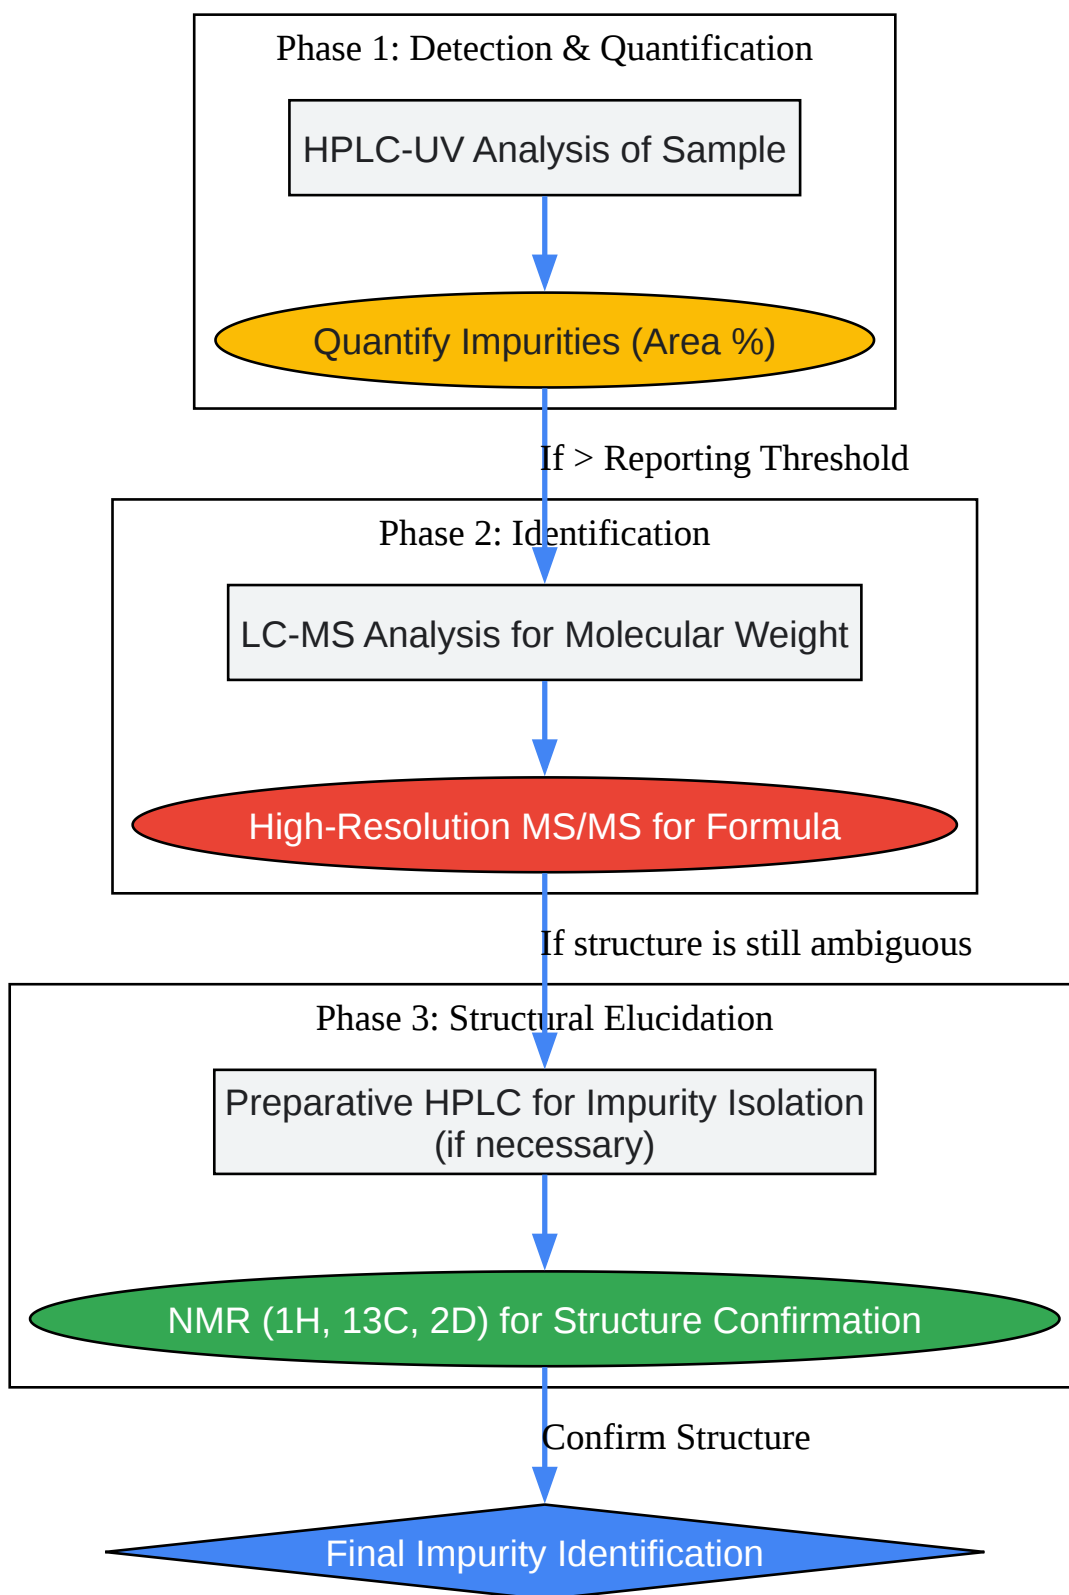 Phase 1: Detection & Quantification
HPLC-UV Analysis of Sample
Quantify Impurities (Area %)
If > Reporting Threshold
Phase 2: Identification
LC-MS Analysis for Molecular Weight
High-Resolution MS/MS for Formula
If structure is still ambiguous
Phase 3: Structural Elucidation
Preparative HPLC for Impurity Isolation
(if necessary)
NMR (1H, 13C, 2D) for Structure Confirmation
Confirm Structure
Final Impurity Identification